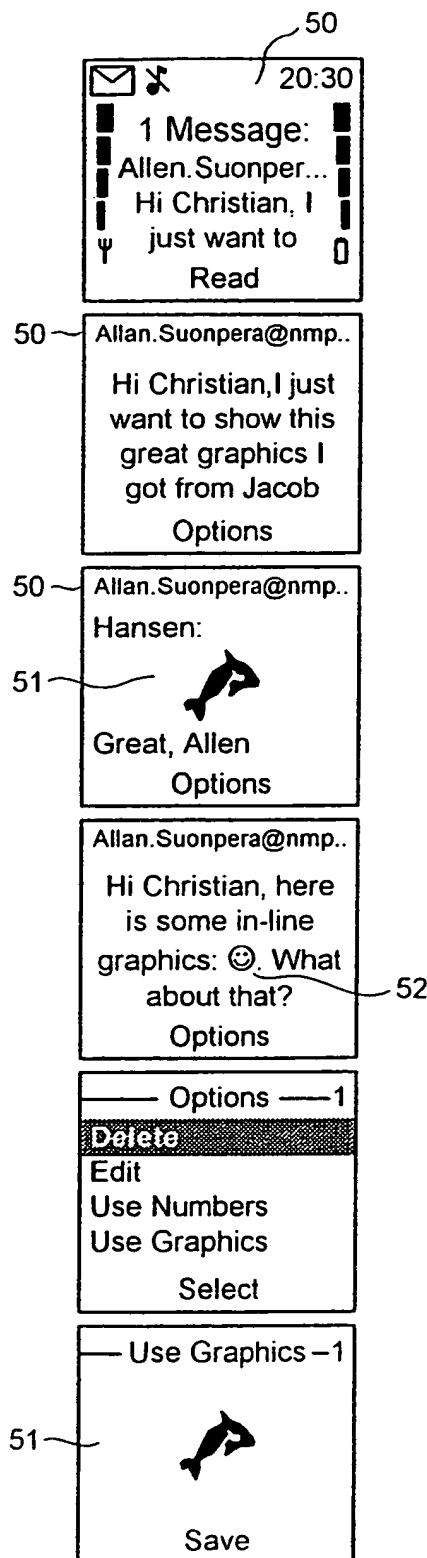 50
20:30
1 Message:
Allen.Suonper...
Hi Christian, I
just want to
Read
50
Allan.Suonpera@nmp..
Hi Christian,I just
want to show this
great graphics I
got from Jacob
Options
50
Allan.Suonpera@nmp..
Hansen:
51
Great, Allen
Options
Allan.Suonpera@nmp..
Hi Christian, here
is some in-line
graphics: ☺. What
about that?
52
Options
Options 1
Delete
Edit
Use Numbers
Use Graphics
Select
Use Graphics 1
51
Save